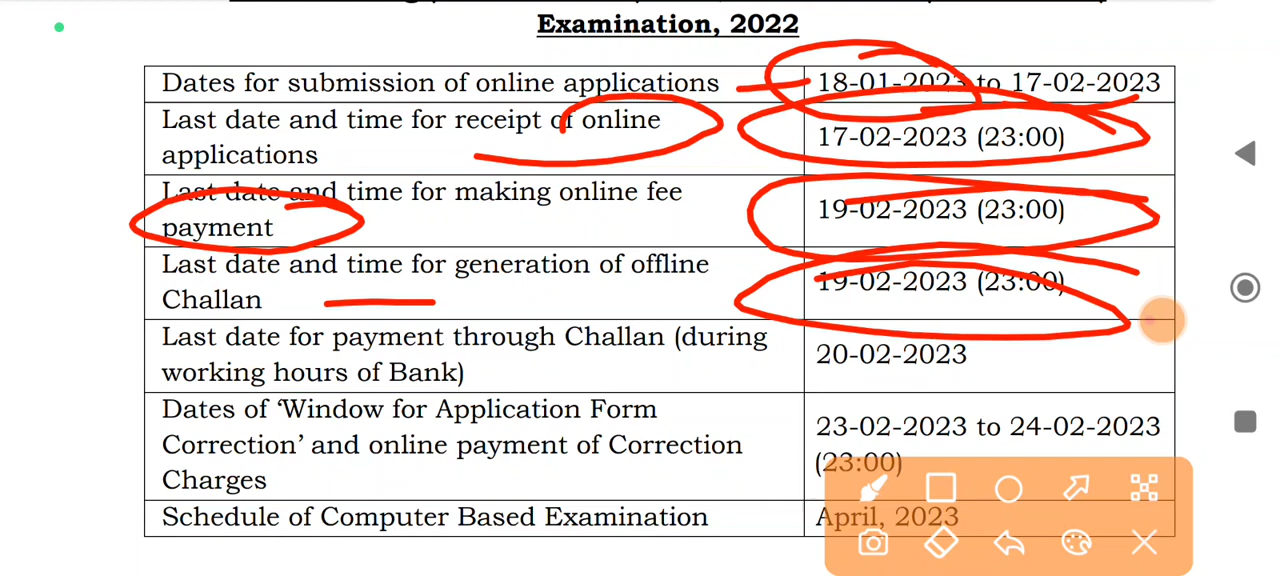 Examination, 2022
Dates for submission of online applications
18-01-2023 to 17-02-2023
Last date and time for receipt of online
applications
17-02-2023 (23:00)
Last date and time for making online fee
payment
19-02-2023 (23:00)
Last date and time for generation of offline
Challan
19-02-2023 (23:00)
Last date for payment through Challan (during
working hours of Bank)
20-02-2023
Dates of ‘Window for Application Form
Correction’ and online payment of Correction
Charges
23-02-2023 to 24-02-2023
(23:00)
Schedule of Computer Based Examination
April, 2023